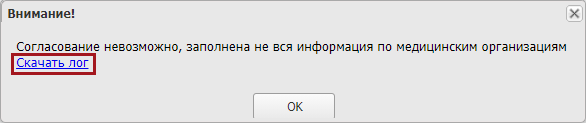 Внимание!
Согласование невозможно, заполнена не вся информация по медицинским организациям
Скачать лог
OK